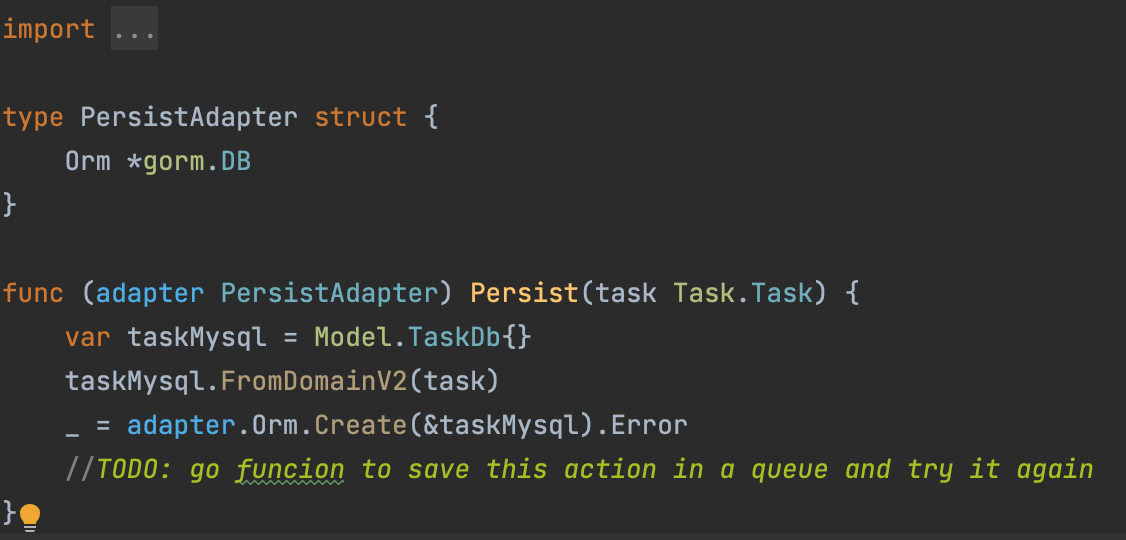 import ...
type PersistAdapter struct {
Orm *gorm.DB
}
func (adapter PersistAdapter) Persist(task Task.Task) {
var taskMysql = Model.TaskDb{}
taskMysql.FromDomainV2(task)
_ = adapter.Orm.Create(&taskMysql).Error
//TODO: go funcion to save this action in a queue and try it again
}